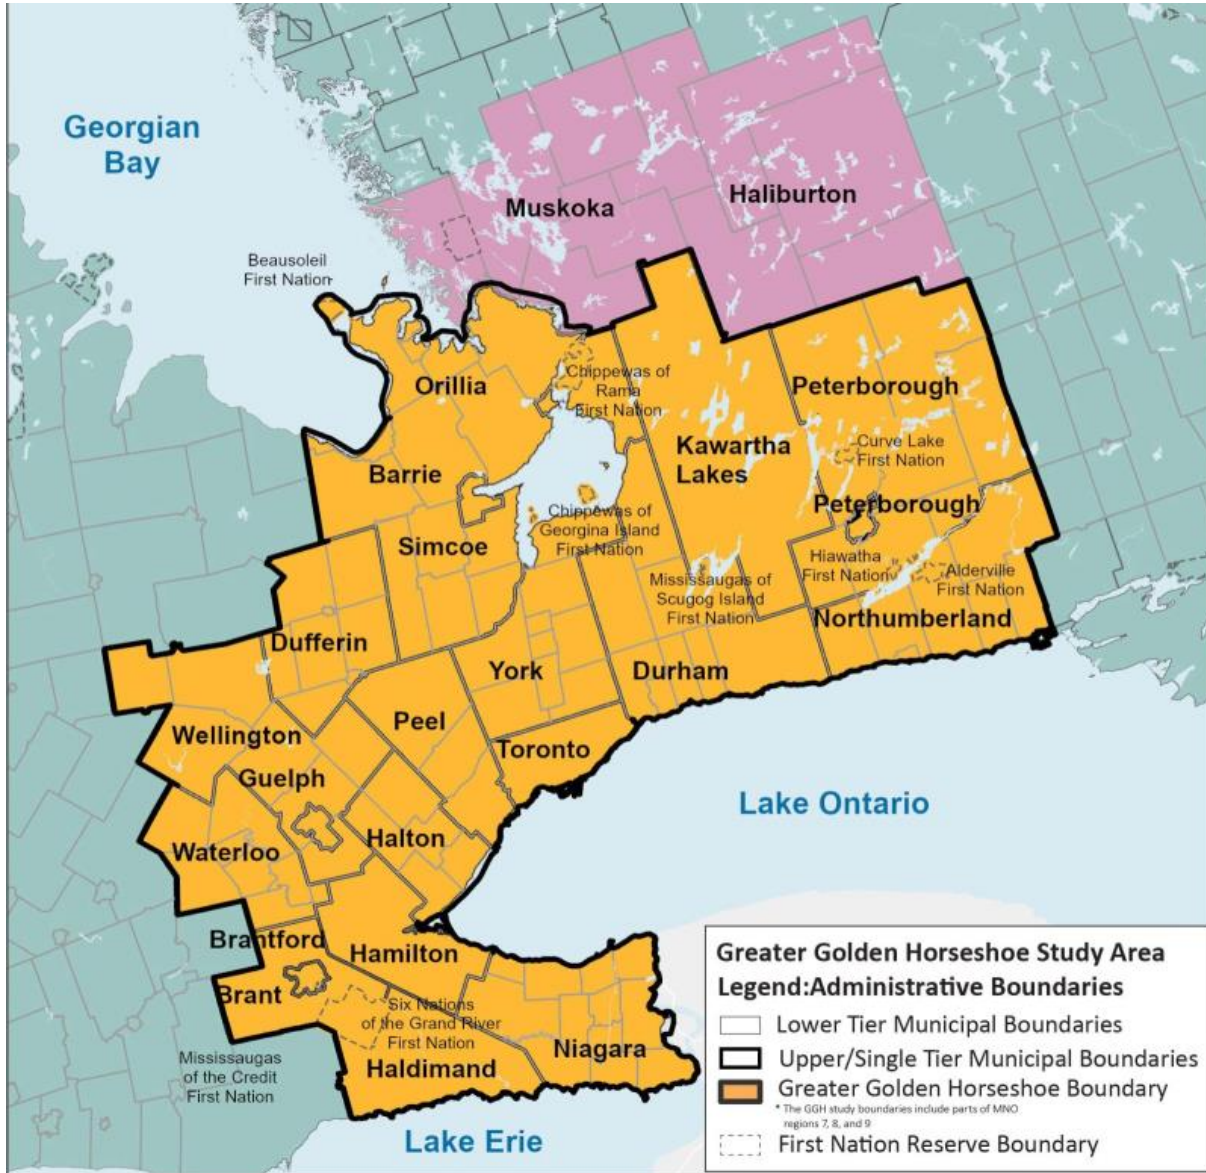 Georgian
Bay
Muskoka
Haliburton
Beausoleil
First Nation
Orillia
Chippewas of
Rama
First Nation
Peterborough
Kawartha
Lakes
Curve Lake
First Nation
Barrie
Peterborough
Chippewas of
Georgina Island
First Nation
Simcoe
Hiawatha
First Nation
Alderville
First Nation
Mississaugas of
Scugog Island
First Nation
Northumberland
Dufferin
York
Durham
Wellington
Peel
Toronto
Guelph
Lake Ontario
Halton
Waterloo
Brantford
Hamilton
Brant
Six Nations
of the Grand River
First Nation
Niagara
Mississaugas
of the Credit
First Nation
Haldimand
Lake Erie
Greater Golden Horseshoe Study Area
Legend:Administrative Boundaries
Lower Tier Municipal Boundaries
Upper/Single Tier Municipal Boundaries
Greater Golden Horseshoe Boundary
* The GGH study boundaries include parts of MNO
regions 7, 8, and 9
First Nation Reserve Boundary